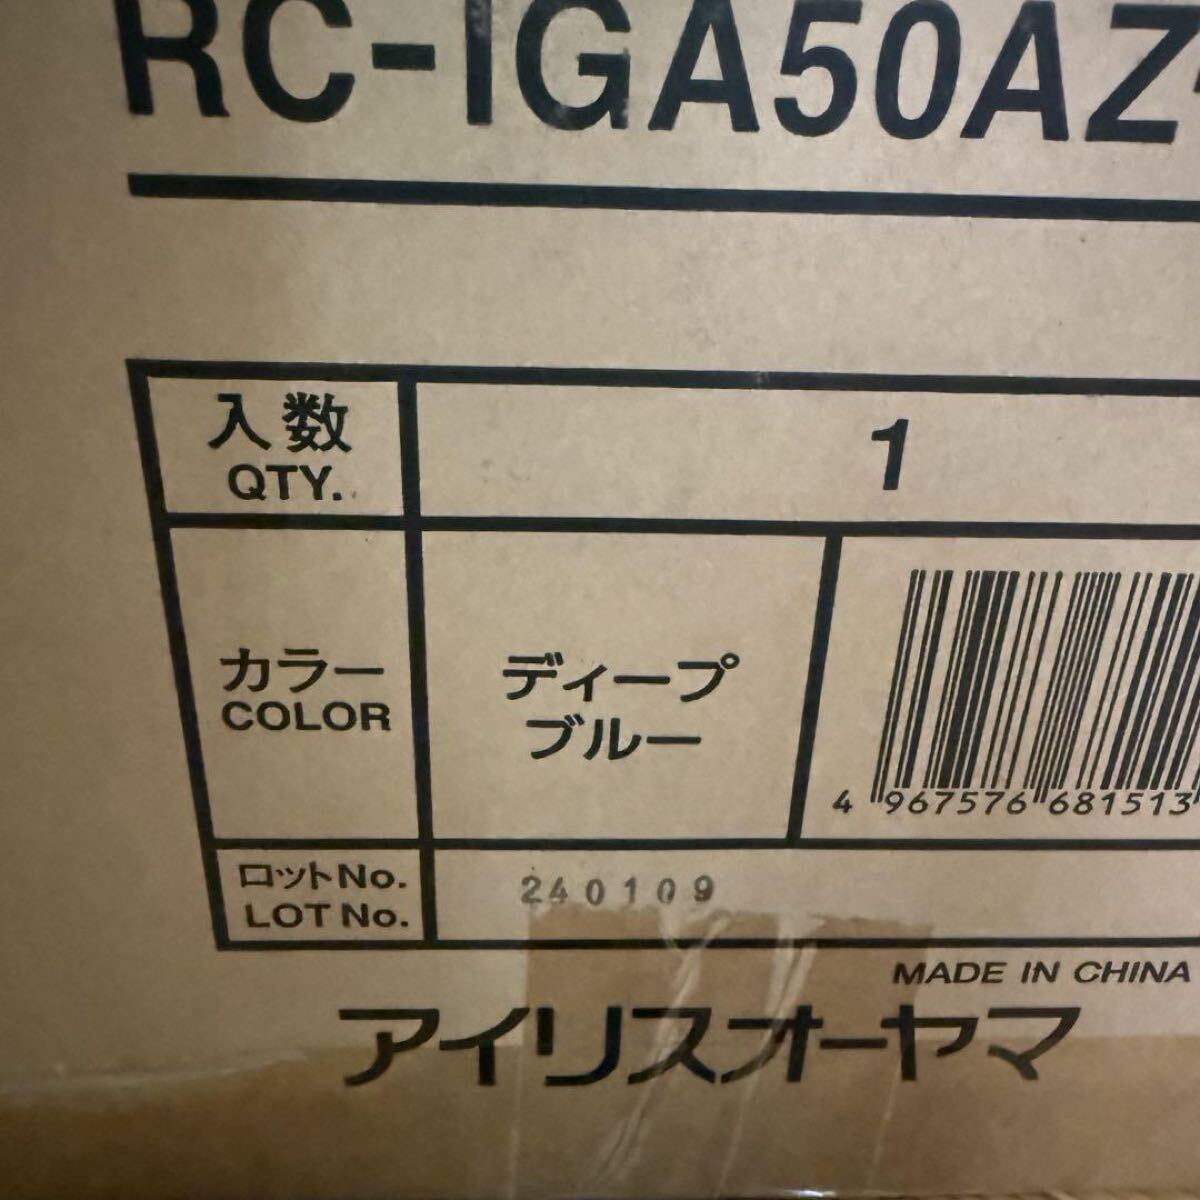 RC-IGA50AZ-
入数
QTY.
1
カラー
COLOR
ディープ
ブルー
4 967576 681513
ロットNo.
LOT No.
240109
MADE IN CHINA
アイリスオーヤマ